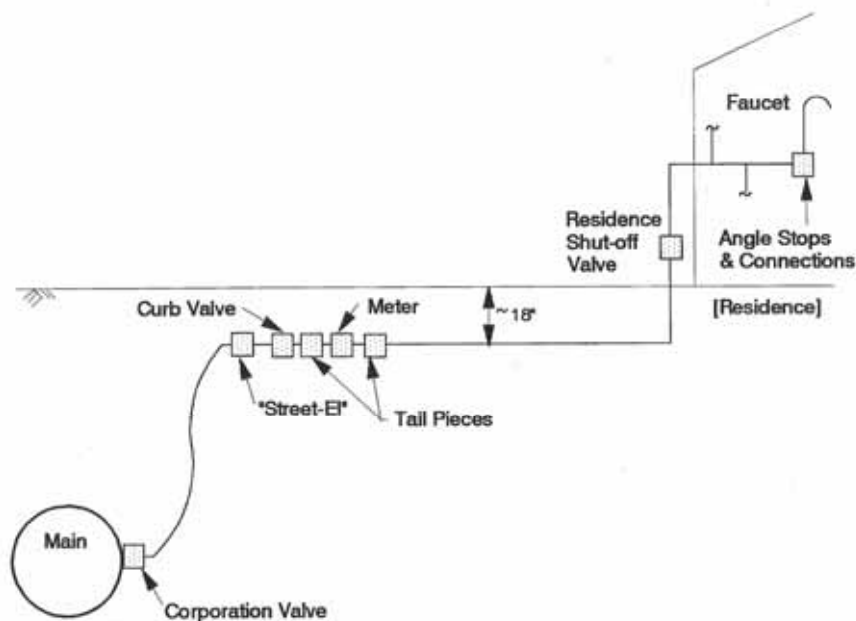 Faucet
Residence
Shut-off
Valve
Angle Stops
& Connections
Curb Valve
Meter
~18"
[Residence]
"Street-El"
Tail Pieces
Main
Corporation Valve